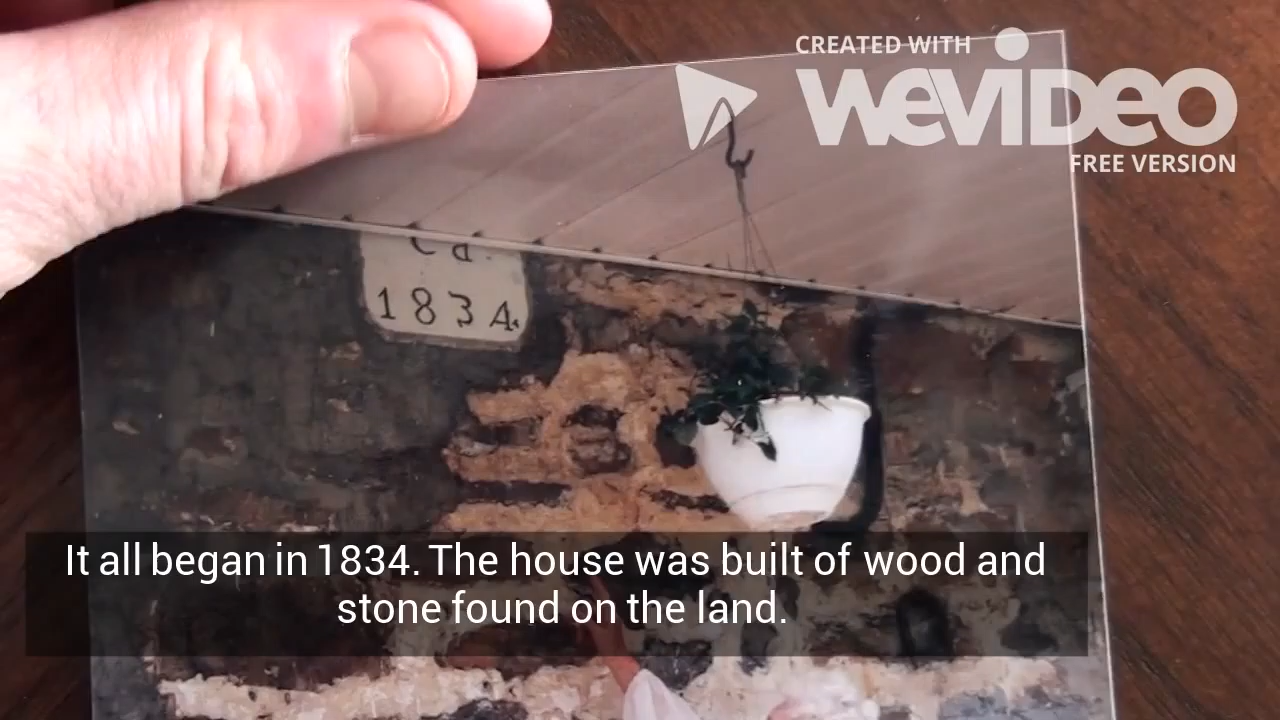 CREATED WITH
WeVIDeo
FREE VERSION
Ca.
1834.
It all began in 1834. The house was built of wood and
stone found on the land.